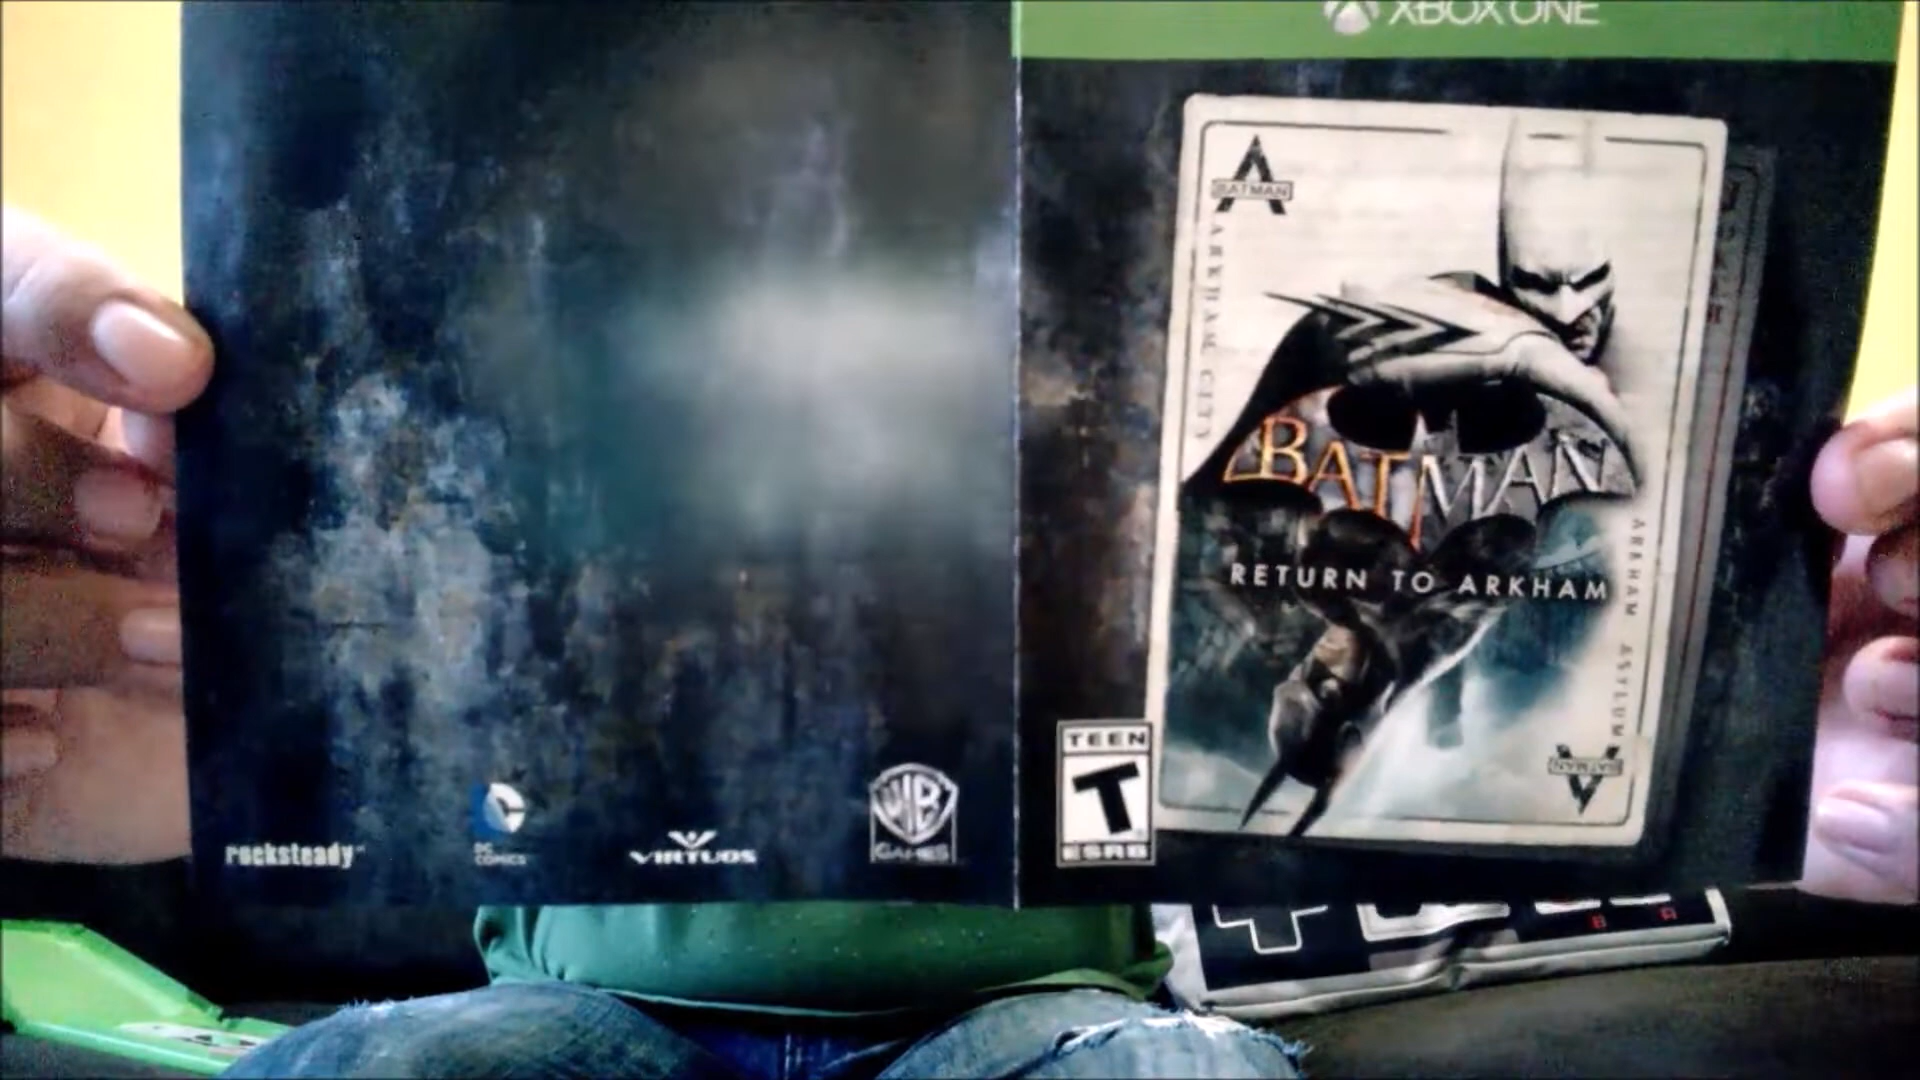 XBOX ONE
BATMAN
ARKHAM CITY
BATMAN
RETURN TO ARKHAM
ARKHAM ASYLUM
BATMAN
TEEN
T
ESRB
rocksteady
DC
COMICS
VIRTUOS
WB
GAMES
B A